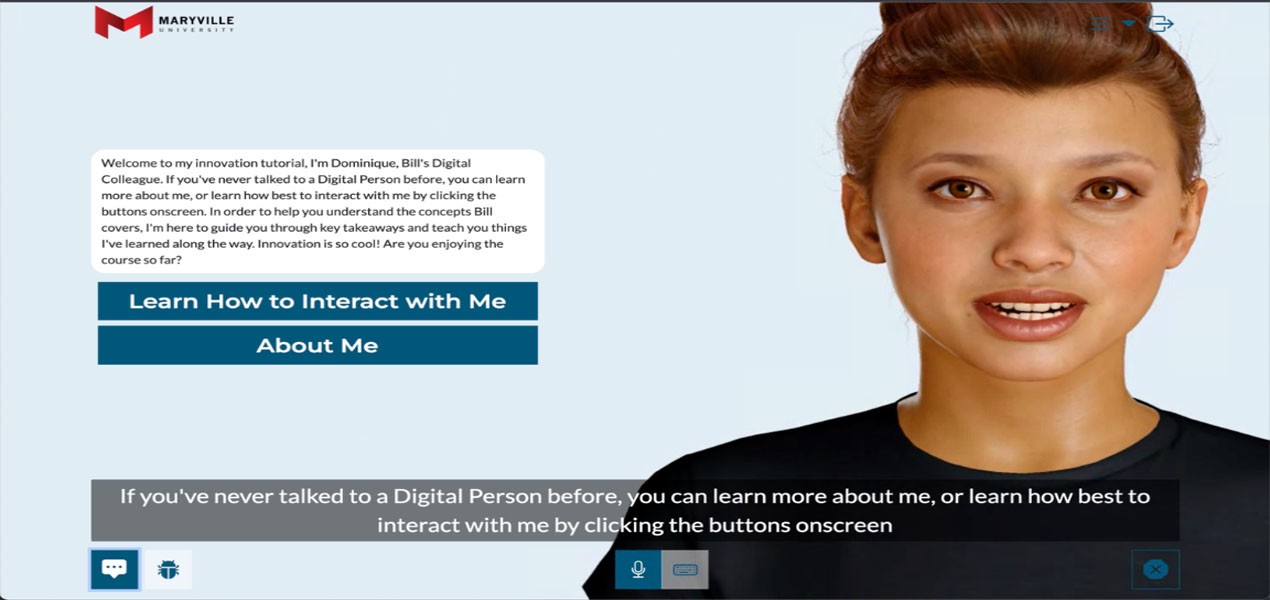 MARYVILLE
UNIVERSITY
Welcome to my innovation tutorial, I'm Dominique, Bill's Digital
Colleague. If you've never talked to a Digital Person before, you can learn
more about me, or learn how best to interact with me by clicking the
buttons onscreen. In order to help you understand the concepts Bill
covers, I'm here to guide you through key takeaways and teach you things
I've learned along the way. Innovation is so cool! Are you enjoying the
course so far?
Learn How to Interact with Me
About Me
If you've never talked to a Digital Person before, you can learn more about me, or learn how best to
interact with me by clicking the buttons onscreen